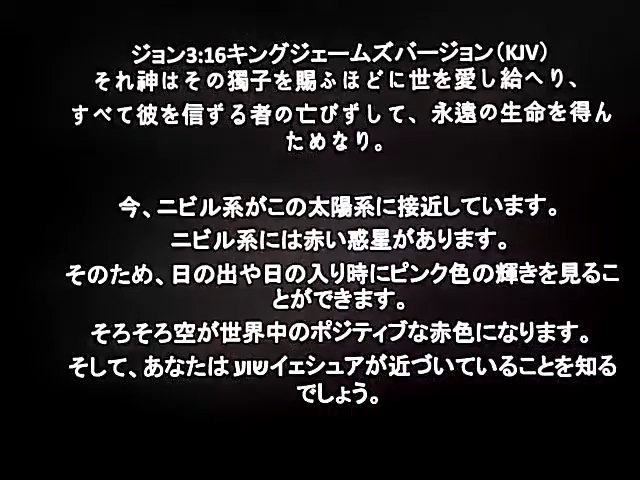 ジョン3:16キングジェームズバージョン（KJV）
それ神はその獨子を賜ふほどに世を愛し給へり、
すべて彼を信ずる者の亡びずして、永遠の生命を得ん
ためなり。
今、ニビル系がこの太陽系に接近しています。
ニビル系には赤い惑星があります。
そのため、日の出や日の入り時にピンク色の輝きを見るこ
とができます。
そろそろ空が世界中のポジティブな赤色になります。
そして、あなたは ישוע イェシュアが近づいていることを知る
でしょう。